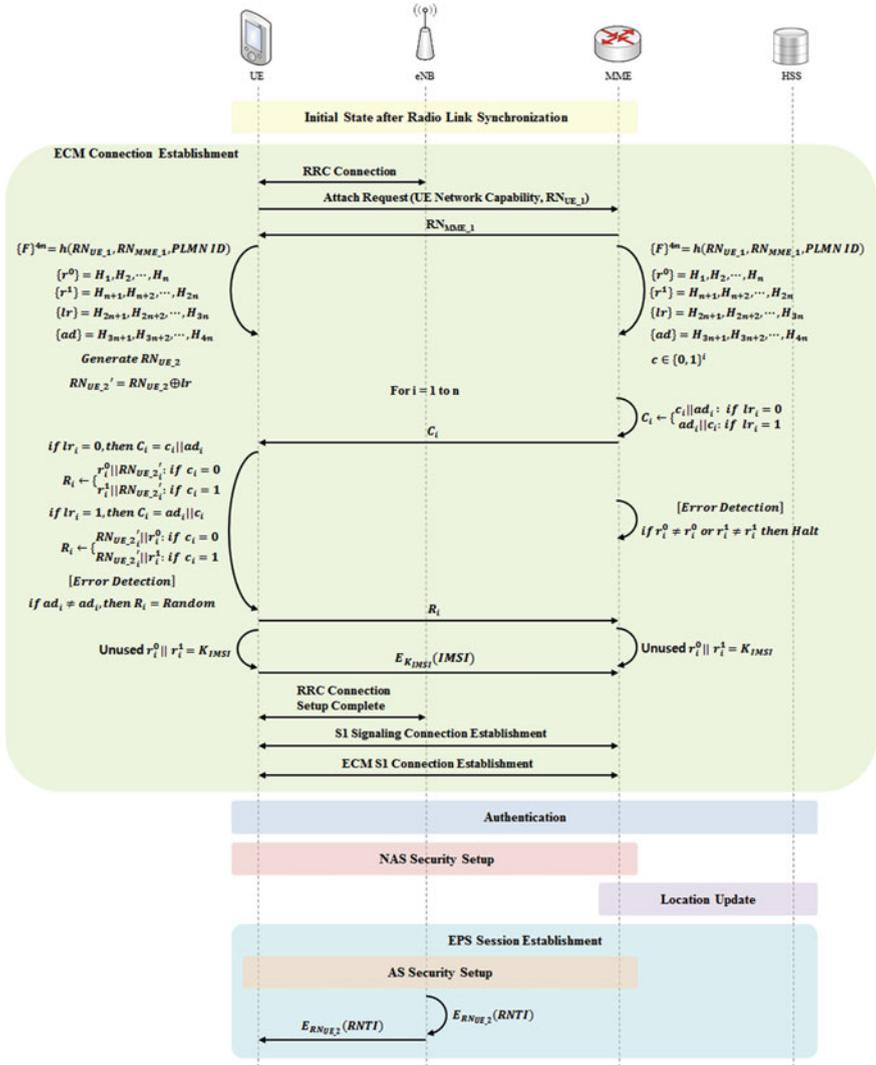 UE
eNB
MME
HSS
Initial State after Radio Link Synchronization
ECM Connection Establishment
RRC Connection
Attach Request (UE Network Capability, RN_UE_1)
RN_MME_1
{F}^4n = h(RN_UE_1, RN_MME_1, PLMN ID)
{r^0} = H_1, H_2, ⋯, H_n
{r^1} = H_n+1, H_n+2, ⋯, H_2n
{lr} = H_2n+1, H_2n+2, ⋯, H_3n
{ad} = H_3n+1, H_3n+2, ⋯, H_4n
Generate RN_UE_2
RN_UE_2' = RN_UE_2⊕lr
{F}^4n = h(RN_UE_1, RN_MME_1, PLMN ID)
{r^0} = H_1, H_2, ⋯, H_n
{r^1} = H_n+1, H_n+2, ⋯, H_2n
{lr} = H_2n+1, H_2n+2, ⋯, H_3n
{ad} = H_3n+1, H_3n+2, ⋯, H_4n
c ∈ {0,1}^i
For i = 1 to n
C_i ← { c_i||ad_i : if lr_i = 0
ad_i||c_i: if lr_i = 1
C_i
if lr_i = 0, then C_i = c_i||ad_i
R_i ← { r_i^0||RN_UE_2'_i: if c_i = 0
r_i^1||RN_UE_2'_i: if c_i = 1
if lr_i = 1, then C_i = ad_i||c_i
R_i ← { RN_UE_2'_i||r_i^0: if c_i = 0
RN_UE_2'_i||r_i^1: if c_i = 1
[Error Detection]
if ad_i ≠ ad_i, then R_i = Random
[Error Detection]
if r_i^0 ≠ r_i^0 or r_i^1 ≠ r_i^1 then Halt
R_i
Unused r_i^0 || r_i^1 = K_IMSI
Unused r_i^0 || r_i^1 = K_IMSI
E_K_IMSI(IMSI)
RRC Connection
Setup Complete
S1 Signaling Connection Establishment
ECM S1 Connection Establishment
Authentication
NAS Security Setup
Location Update
EPS Session Establishment
AS Security Setup
E_RN_UE_2(RNTI)
E_RN_UE_2(RNTI)